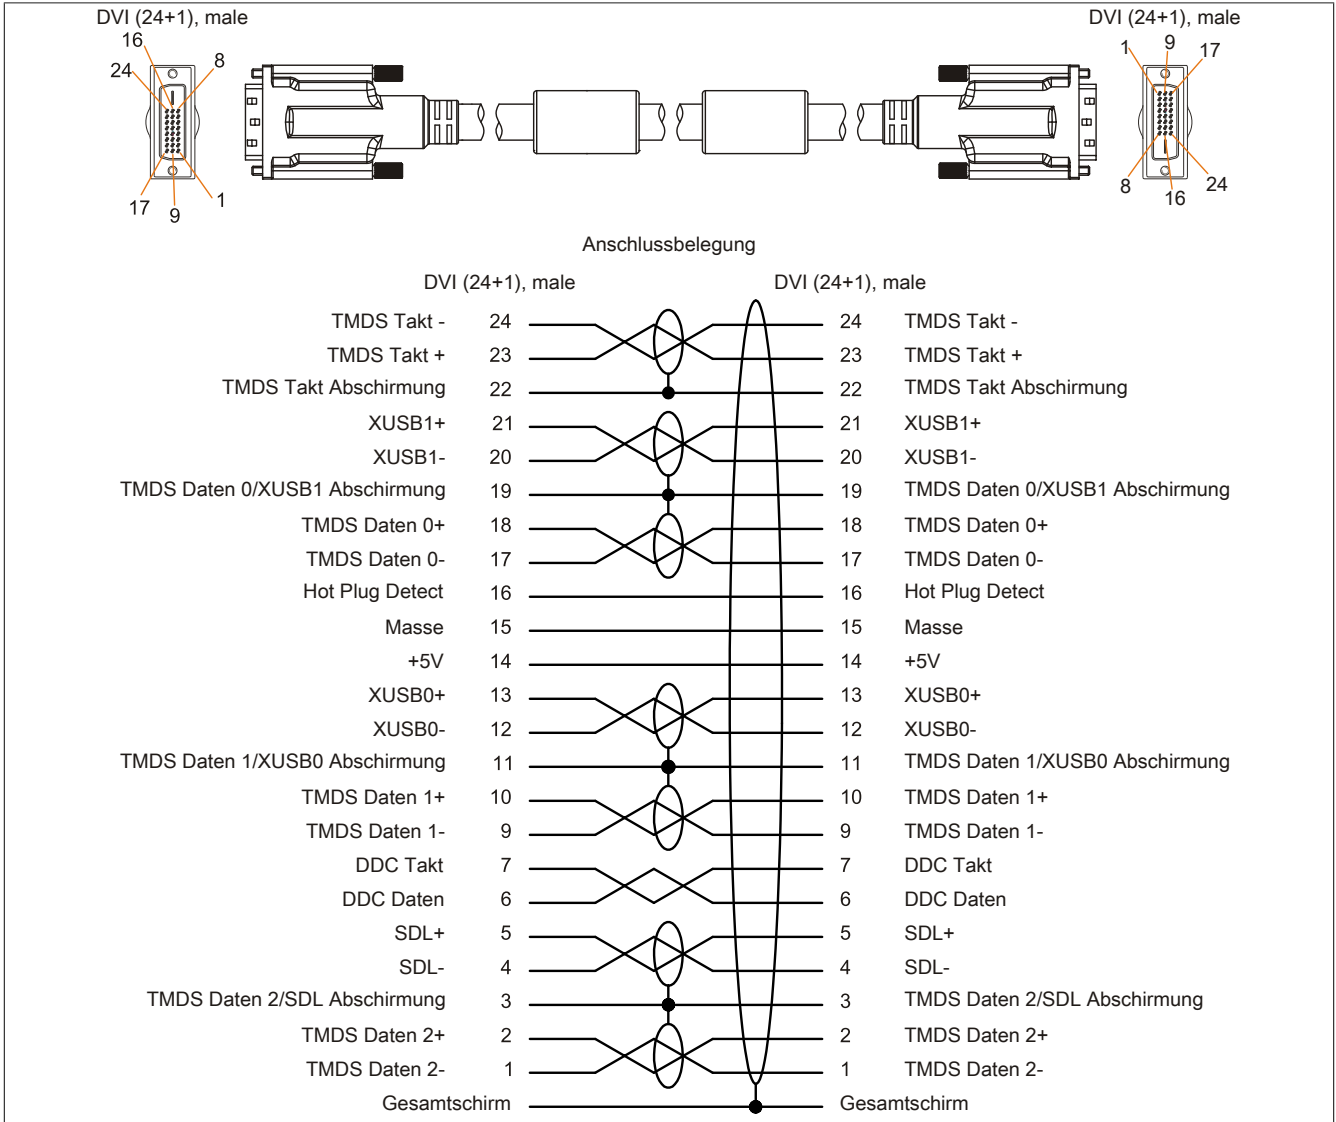 DVI (24+1), male DVI (24+1), male
16 8 24 17 9 1
1 9 17 8 16 24
Anschlussbelegung
DVI (24+1), male DVI (24+1), male
TMDS Takt - 24 24 TMDS Takt -
TMDS Takt + 23 23 TMDS Takt +
TMDS Takt Abschirmung 22 22 TMDS Takt Abschirmung
XUSB1+ 21 21 XUSB1+
XUSB1- 20 20 XUSB1-
TMDS Daten 0/XUSB1 Abschirmung 19 19 TMDS Daten 0/XUSB1 Abschirmung
TMDS Daten 0+ 18 18 TMDS Daten 0+
TMDS Daten 0- 17 17 TMDS Daten 0-
Hot Plug Detect 16 16 Hot Plug Detect
Masse 15 15 Masse
+5V 14 14 +5V
XUSB0+ 13 13 XUSB0+
XUSB0- 12 12 XUSB0-
TMDS Daten 1/XUSB0 Abschirmung 11 11 TMDS Daten 1/XUSB0 Abschirmung
TMDS Daten 1+ 10 10 TMDS Daten 1+
TMDS Daten 1- 9 9 TMDS Daten 1-
DDC Takt 7 7 DDC Takt
DDC Daten 6 6 DDC Daten
SDL+ 5 5 SDL+
SDL- 4 4 SDL-
TMDS Daten 2/SDL Abschirmung 3 3 TMDS Daten 2/SDL Abschirmung
TMDS Daten 2+ 2 2 TMDS Daten 2+
TMDS Daten 2- 1 1 TMDS Daten 2-
Gesamtschirm Gesamtschirm